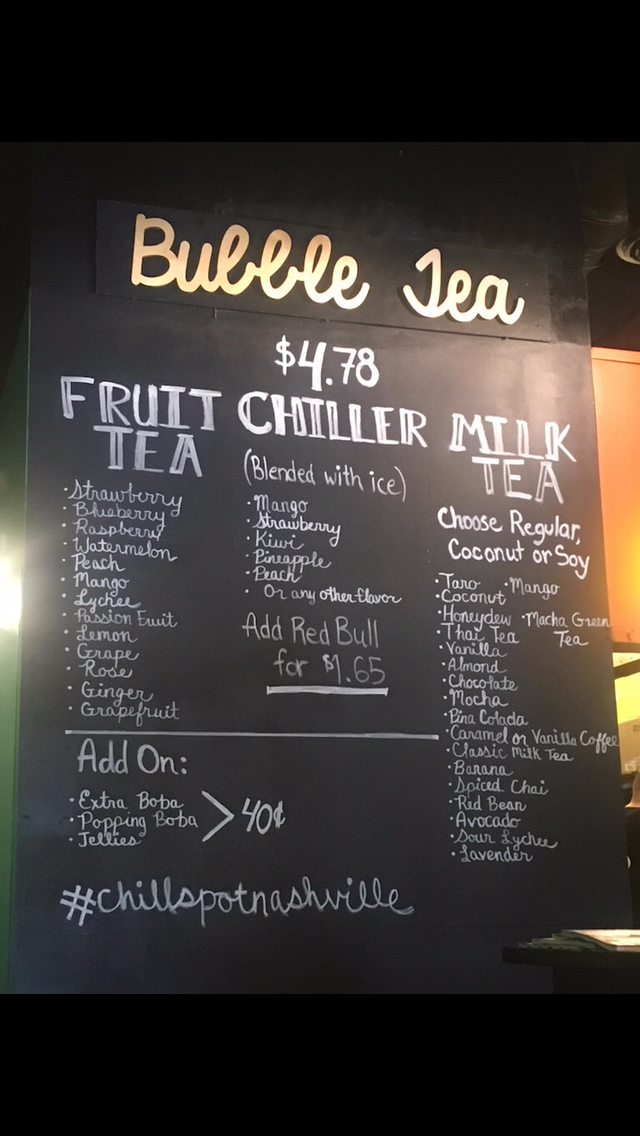 Bubble Tea
$4.78
FRUIT TEA
· Strawberry
· Blueberry
· Raspberry
· Watermelon
· Peach
· Mango
· Lychee
· Passion Fruit
· Lemon
· Grape
· Rose
· Ginger
· Grapefruit
CHILLER
(Blended with ice)
· Mango
· Strawberry
· Kiwi
· Pineapple
· Peach
· Or any other flavor
Add Red Bull
for $1.65
MILK
TEA
Choose Regular,
Coconut or Soy
· Taro · Mango
· Coconut
· Honeydew · Macha Green
· Thai Tea Tea
· Vanilla
· Almond
· Chocolate
· Mocha
· Pina Colada
· Caramel or Vanilla Coffee
· Classic Milk Tea
· Banana
· Spiced Chai
· Red Bean
· Avocado
· Sour Lychee
· Lavender
Add On:
· Extra Boba
· Popping Boba > 40¢
· Jellies
#chillspotnashville